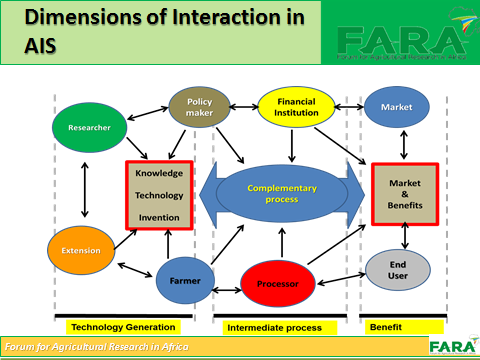 Dimensions of Interaction in
AIS
FARA
Forum for Agricultural Research in Africa
Policy
maker
Financial
Institution
Market
Researcher
Knowledge
Technology
Invention
Complementary
process
Market
&
Benefits
Extension
Farmer
Processor
End
User
Technology Generation
Intermediate process
Benefit
Forum for Agricultural Research in Africa
FARA